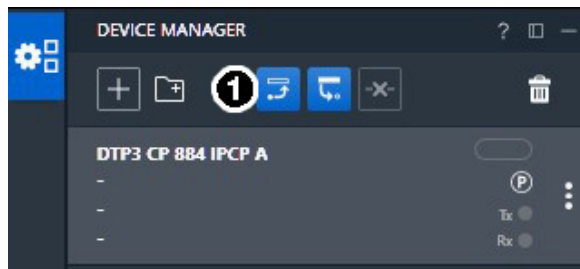 DEVICE MANAGER ?
1
DTP3 CP 884 IPCP A
-
P
-
Tx
-
Rx